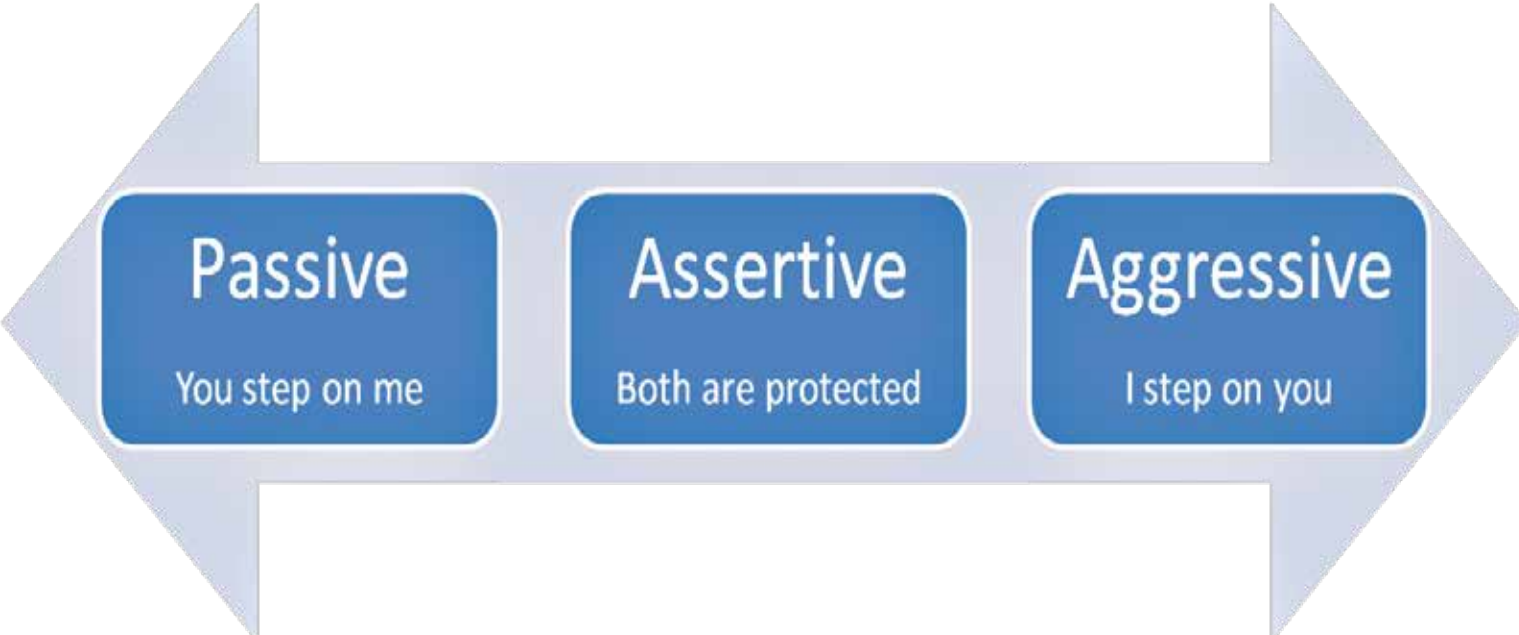 Passive
You step on me
Assertive
Both are protected
Aggressive
I step on you